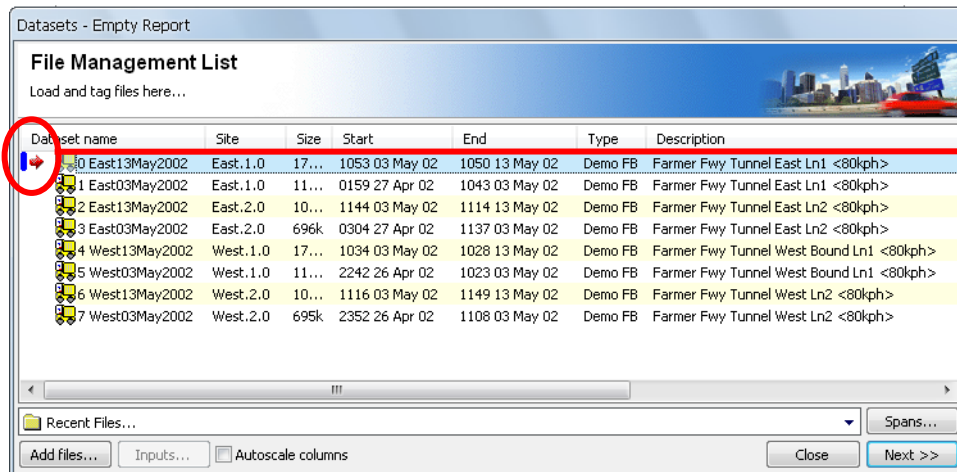 Datasets - Empty Report
File Management List
Load and tag files here...
Dataset name Site Size Start End Type Description
0 East13May2002 East.1.0 17... 1053 03 May 02 1050 13 May 02 Demo FB Farmer Fwy Tunnel East Ln1 <80kph>
1 East03May2002 East.1.0 11... 0159 27 Apr 02 1043 03 May 02 Demo FB Farmer Fwy Tunnel East Ln1 <80kph>
2 East13May2002 East.2.0 10... 1144 03 May 02 1114 13 May 02 Demo FB Farmer Fwy Tunnel East Ln2 <80kph>
3 East03May2002 East.2.0 696k 0304 27 Apr 02 1137 03 May 02 Demo FB Farmer Fwy Tunnel East Ln2 <80kph>
4 West13May2002 West.1.0 17... 1034 03 May 02 1028 13 May 02 Demo FB Farmer Fwy Tunnel West Bound Ln1 <80kph>
5 West03May2002 West.1.0 11... 2242 26 Apr 02 1023 03 May 02 Demo FB Farmer Fwy Tunnel West Bound Ln1 <80kph>
6 West13May2002 West.2.0 10... 1116 03 May 02 1149 13 May 02 Demo FB Farmer Fwy Tunnel West Ln2 <80kph>
7 West03May2002 West.2.0 695k 2352 26 Apr 02 1108 03 May 02 Demo FB Farmer Fwy Tunnel West Ln2 <80kph>
Recent Files... Spans...
Add files... Inputs... Autoscale columns Close Next >>